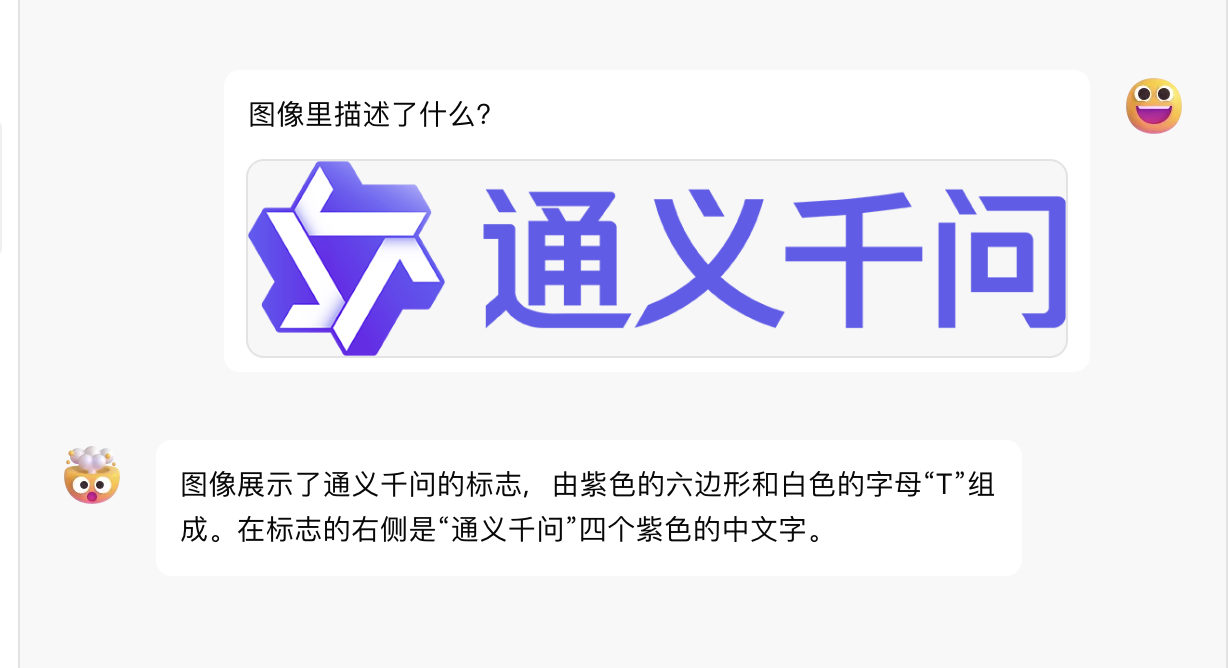 图像里描述了什么?
通义千问
图像展示了通义千问的标志，由紫色的六边形和白色的字母“T”组
成。在标志的右侧是“通义千问”四个紫色的中文字。